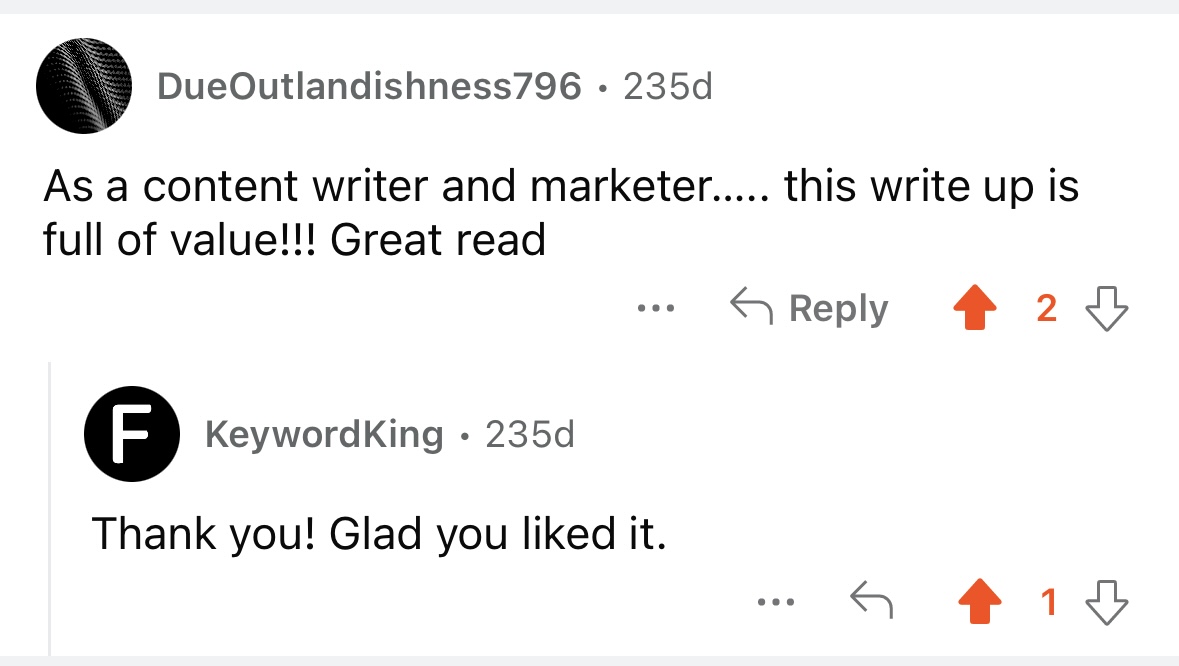 DueOutlandishness796 • 235d
As a content writer and marketer..... this write up is
full of value!!! Great read
... Reply 2
F
KeywordKing • 235d
Thank you! Glad you liked it.
... 1